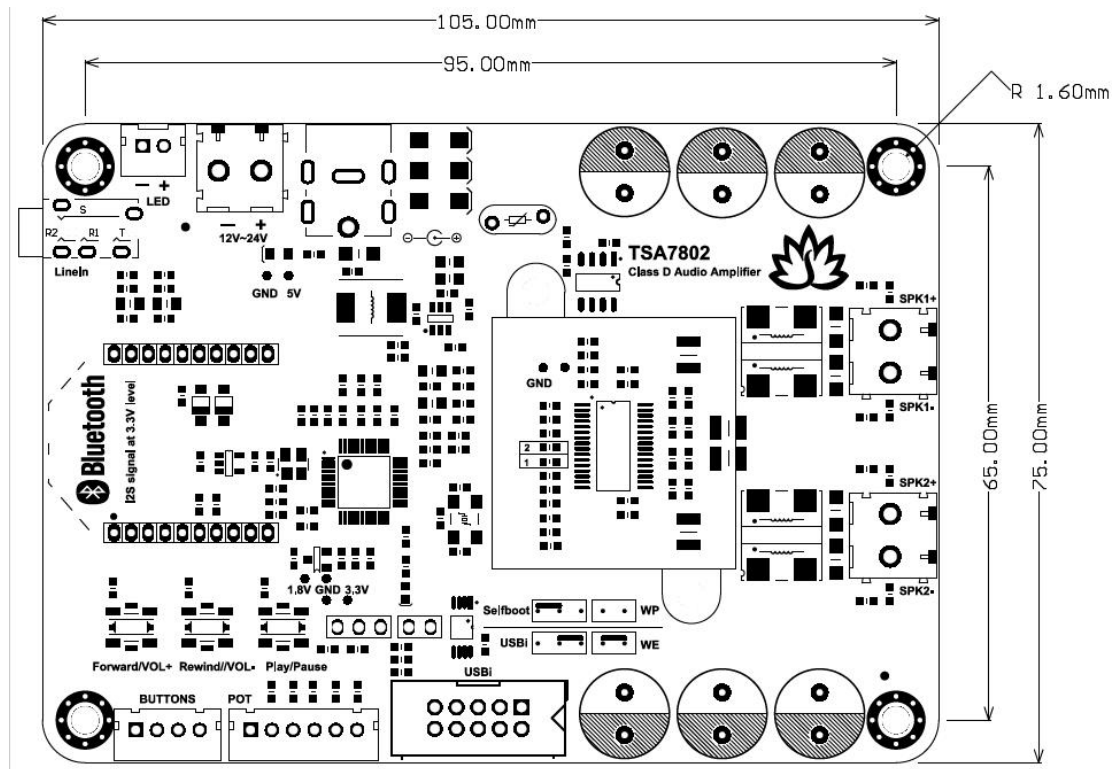 105.00mm
95.00mm
R 1.60mm
− +
LED
− +
12V~24V
S
R2 R1 T
LineIn
GND 5V
TSA7802
Class D Audio Amplifier
SPK1+
GND
SPK1-
Bluetooth
I2S signal at 3.3V level
2
1
65.00mm
75.00mm
SPK2+
SPK2-
1,8V GND 3,3V
Selfboot WP
USBi WE
Forward/VOL+ Rewind//VOL- Play/Pause
USBi
BUTTONS POT